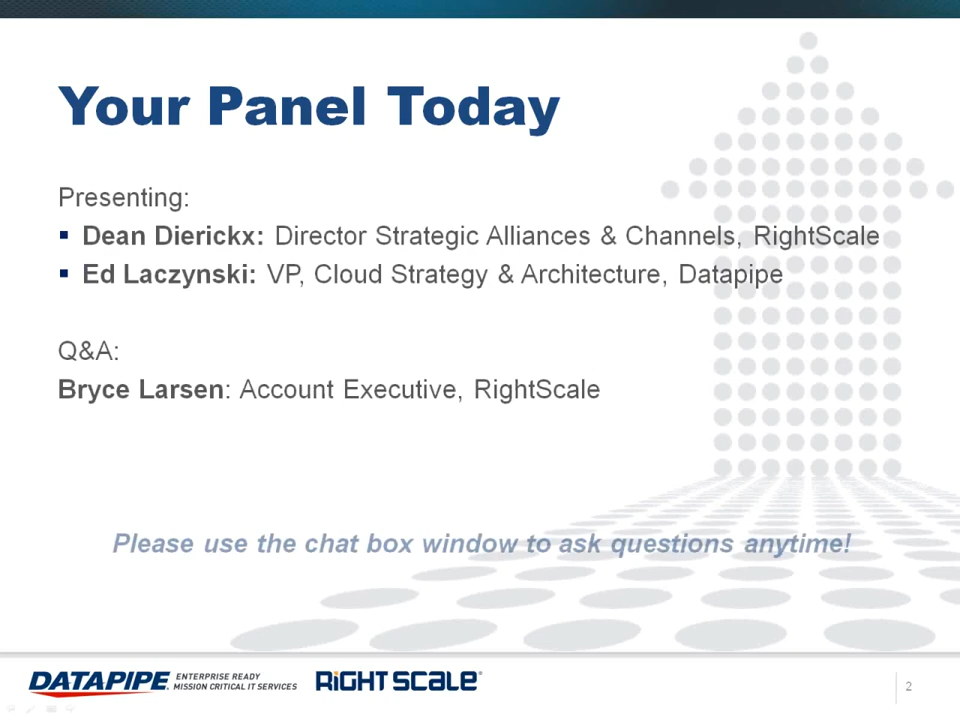 Your Panel Today
Presenting:
▪ Dean Dierickx: Director Strategic Alliances & Channels, RightScale
▪ Ed Laczynski: VP, Cloud Strategy & Architecture, Datapipe
Q&A:
Bryce Larsen: Account Executive, RightScale
Please use the chat box window to ask questions anytime!
DATAPIPE. ENTERPRISE READY
MISSION CRITICAL IT SERVICES
RIGHTSCALE®
2